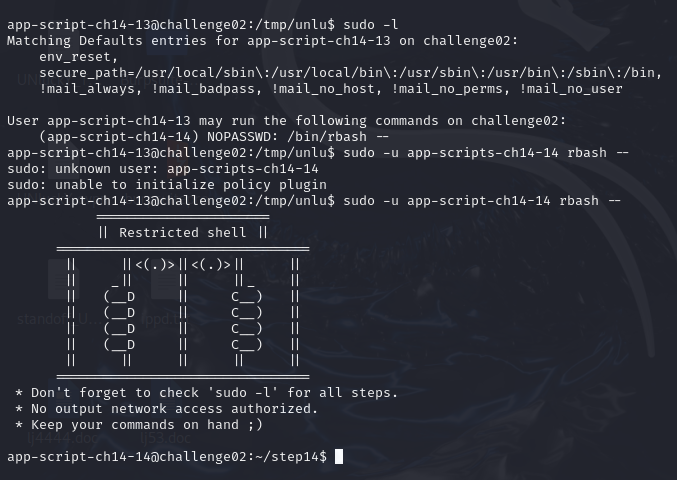 app-script-ch14-13@challenge02:/tmp/unlu$ sudo -l
Matching Defaults entries for app-script-ch14-13 on challenge02:
    env_reset,
    secure_path=/usr/local/sbin\:/usr/local/bin\:/usr/sbin\:/usr/bin\:/sbin\:/bin,
    !mail_always, !mail_badpass, !mail_no_host, !mail_no_perms, !mail_no_user

User app-script-ch14-13 may run the following commands on challenge02:
    (app-script-ch14-14) NOPASSWD: /bin/rbash --
app-script-ch14-13@challenge02:/tmp/unlu$ sudo -u app-scripts-ch14-14 rbash --
sudo: unknown user: app-scripts-ch14-14
sudo: unable to initialize policy plugin
app-script-ch14-13@challenge02:/tmp/unlu$ sudo -u app-script-ch14-14 rbash --
|| Restricted shell ||
||      ||<(.)>||<(.)>||      ||
||     _||      ||      ||_     ||
||   (__D      ||      C__)   ||
||   (__D      ||      C__)   ||
||   (__D      ||      C__)   ||
||   (__D      ||      C__)   ||
||      ||      ||      ||      ||
* Don't forget to check 'sudo -l' for all steps.
* No output network access authorized.
* Keep your commands on hand ;)
app-script-ch14-14@challenge02:~/step14$